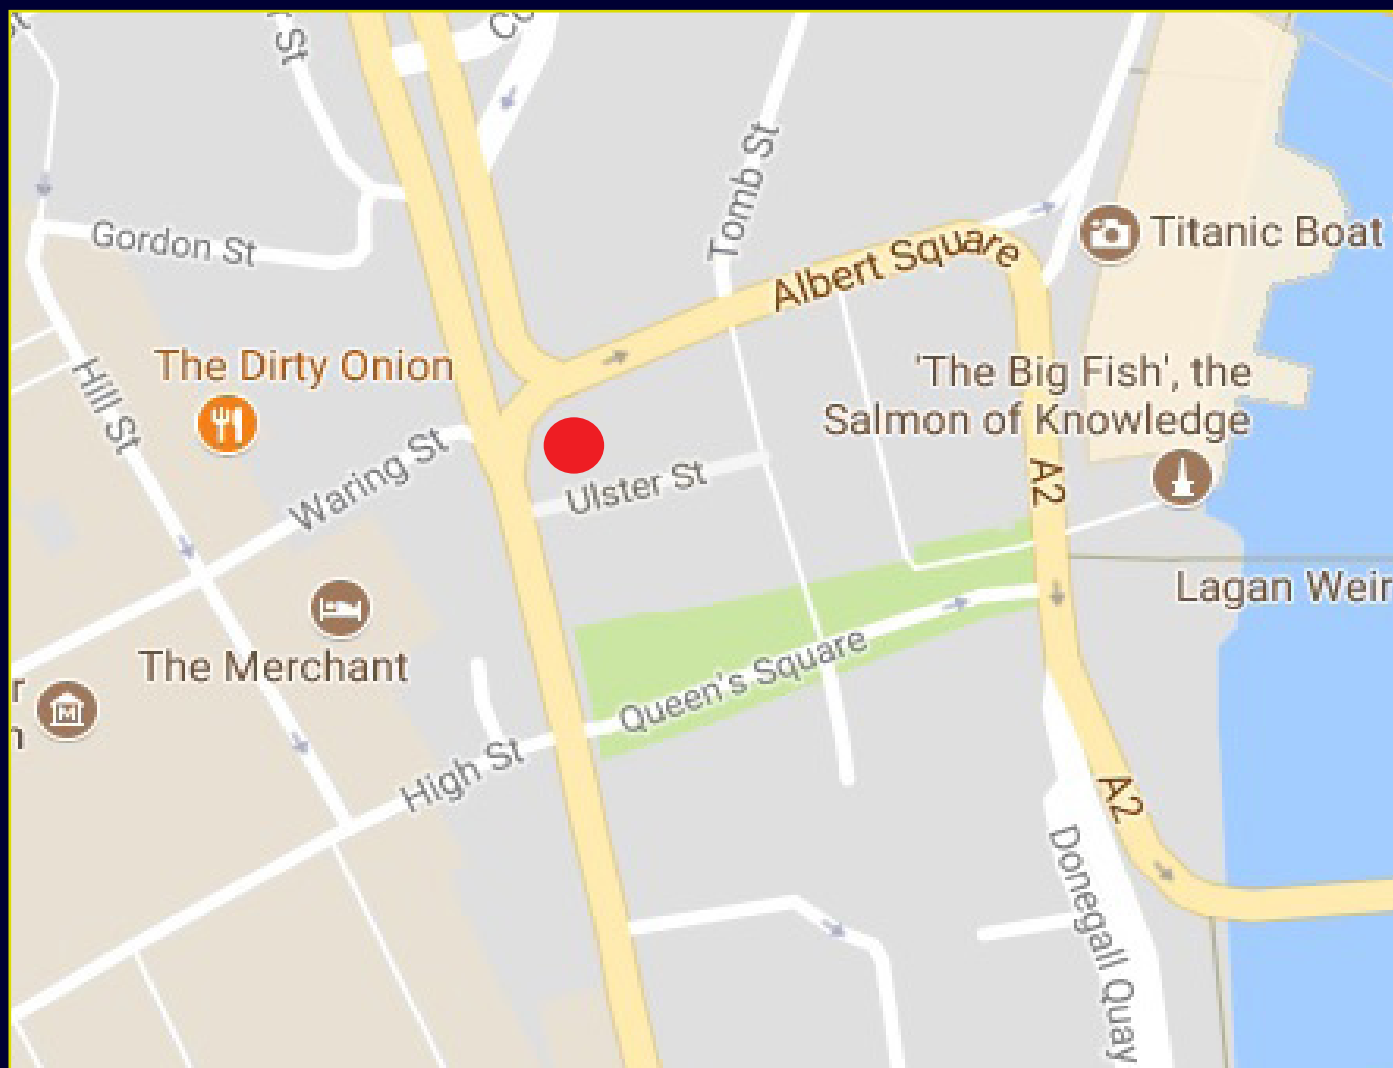 St
Gordon St
Tomb St
Albert Square
Titanic Boat
The Dirty Onion
Hill St
'The Big Fish', the
Salmon of Knowledge
Waring St
Ulster St
A2
Lagan Weir
The Merchant
Queen's Square
High St
A2
Donegall Quay